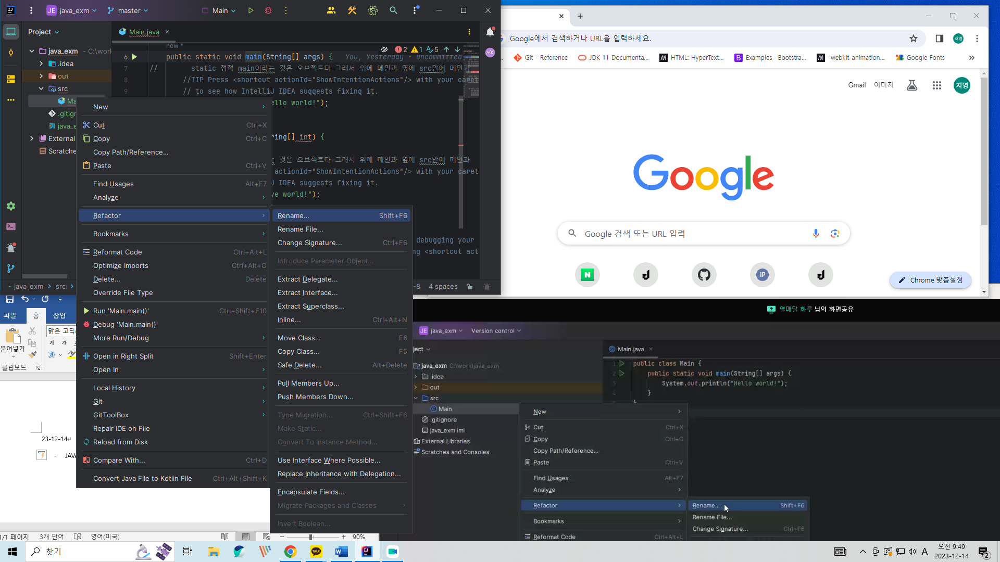 JE java_exm
master
Main
Project
Main.java
java_exm - C:\worl
.idea
out
src
Ma
.gitign
java_e
External
Scratche
new *
2 1 5
6 public static void main(String[] args) { You, Yesterday • Uncommitted
7 // static 정적 main이라는 것은 오브젝트다 그래서 위에 메인과 옆에 src안에 메인과
8 //TIP Press <shortcut actionId="ShowIntentionActions"/> with your caret
9 // to see how IntelliJ IDEA suggests fixing it.
ello world!");
ring[] int) {
는 것은 오브젝트다 그래서 위에 메인과 옆에 src안에 메인과
actionId="ShowIntentionActions"/> with your caret
J IDEA suggests fixing it.
ve world!");
debugging your
ng <shortcut act
java_exm > src >
-8 4 spaces
New
Cut Ctrl+X
Copy Ctrl+C
Copy Path/Reference...
Paste Ctrl+V
Find Usages Alt+F7
Analyze
Refactor
Bookmarks
Reformat Code Ctrl+Alt+L
Optimize Imports Ctrl+Alt+O
Delete... Delete
Override File Type
Run 'Main.main()' Ctrl+Shift+F10
Debug 'Main.main()'
More Run/Debug
Open in Right Split Shift+Enter
Open In
Local History
Git
GitToolBox
Repair IDE on File
Reload from Disk
Compare With... Ctrl+D
Convert Java File to Kotlin File Ctrl+Alt+Shift+K
Rename... Shift+F6
Rename File...
Change Signature... Ctrl+F6
Introduce Parameter Object...
Extract Delegate...
Extract Interface...
Extract Superclass...
Inline... Ctrl+Alt+N
Move Class... F6
Copy Class... F5
Safe Delete... Alt+Delete
Pull Members Up...
Push Members Down...
Type Migration... Ctrl+Shift+F6
Make Static...
Convert To Instance Method...
Use Interface Where Possible...
Replace Inheritance with Delegation...
Encapsulate Fields...
Migrate Packages and Classes
Invert Boolean...
Google에서 검색하거나 URL을 입력하세요.
지영
Git - Reference
JDK 11 Documenta...
HTML: HyperText...
Examples · Bootstra...
-webkit-animation...
Google Fonts
Gmail 이미지
지영
Google
Google 검색 또는 URL 입력
N IP
Chrome 맞춤설정
파일 홈 삽입
맑은 고딕
붙여넣기
가 가
클립보드
23-12-14
- JAVA
1/1 페이지 3개 단어 영어(미국)
90%
열매달 하루 님의 화면공유
JE java_exm Version control
ject
Main.java
java_exm C:\work\java_exm
.idea
out
src
Main
.gitignore
java_exm.iml
External Libraries
Scratches and Consoles
1 public class Main {
2 public static void main(String[] args) {
3 System.out.println("Hello world!");
4 }
}
New
Cut Ctrl+X
Copy Ctrl+C
Copy Path/Reference...
Paste Ctrl+V
Find Usages Alt+F7
Analyze
Refactor
Bookmarks
Reformat Code Ctrl+Alt+L
Rename... Shift+F6
Rename File...
Change Signature... Ctrl+F6
찾기
TALK
A
오전 9:49
2023-12-14
2